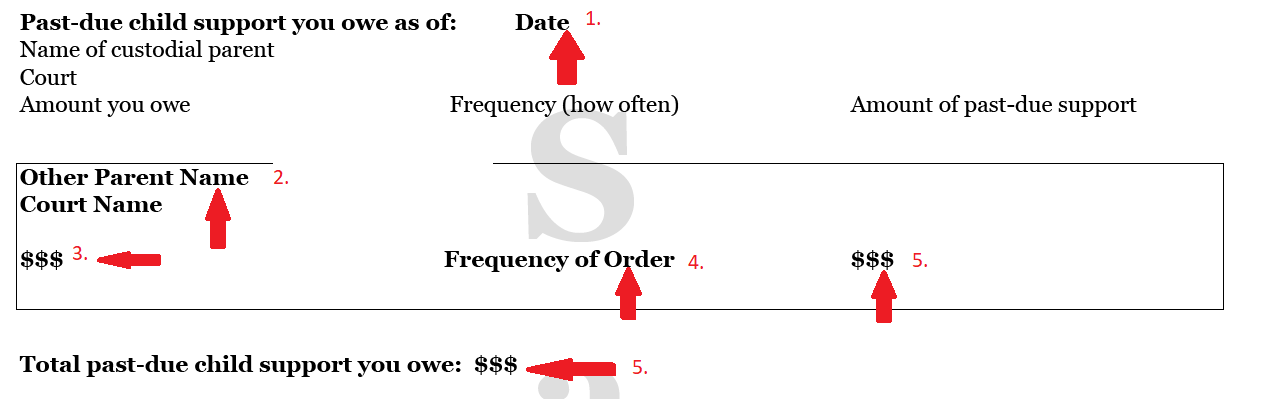 Past-due child support you owe as of: Date 1.
Name of custodial parent
Court
Amount you owe Frequency (how often) Amount of past-due support
Other Parent Name 2.
Court Name
$$$ 3. Frequency of Order 4. $$$ 5.
Total past-due child support you owe: $$$ 5.
S
a